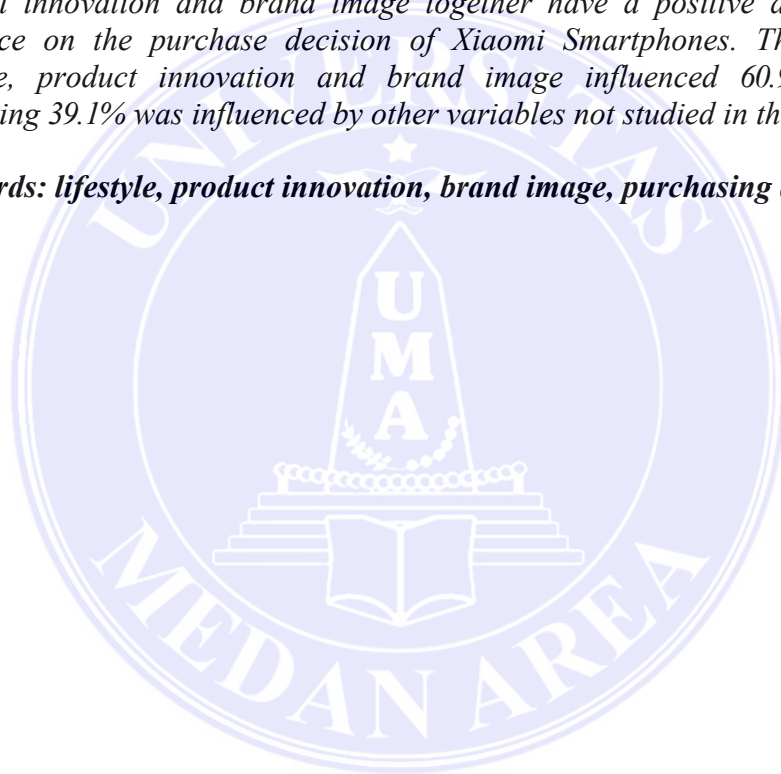 innovation and brand image together have a positive a
ce on the purchase decision of Xiaomi Smartphones. Th
e, product innovation and brand image influenced 60.
ing 39.1% was influenced by other variables not studied in th
rds: lifestyle, product innovation, brand image, purchasing
UNIVERSITAS
U
M
A
MEDAN AREA